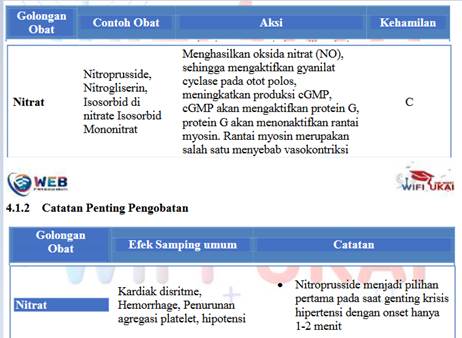 Golongan Obat Contoh Obat Aksi Kehamilan
Nitrat
Nitroprusside,
Nitrogliserin,
Isosorbid di
nitrate Isosorbid
Mononitrat
Menghasilkan oksida nitrat (NO),
sehingga mengaktifkan gyanilat
cyclase pada otot polos,
meningkatkan produksi cGMP,
cGMP akan mengaktifkan protein G,
protein G akan menonaktifkan rantai
myosin. Rantai myosin merupakan
salah satu menyebab vasokontriksi
C
WEB
WIFI UKAI
4.1.2 Catatan Penting Pengobatan
Golongan Obat Efek Samping umum Catatan
Nitrat
Kardiak disritme,
Hemorrhage, Penurunan
agregasi platelet, hipotensi
• Nitroprusside menjadi pilihan
pertama pada saat genting krisis
hipertensi dengan onset hanya
1-2 menit